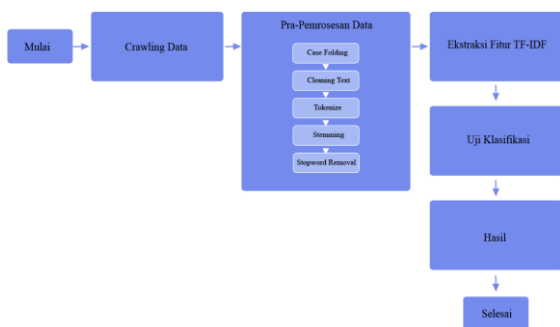 Mulai
Crawling Data
Pra-Pemrosesan Data
Case Folding
Cleaning Text
Tokenize
Stemming
Stopword Removal
Ekstraksi Fitur TF-IDF
Uji Klasifikasi
Hasil
Selesai